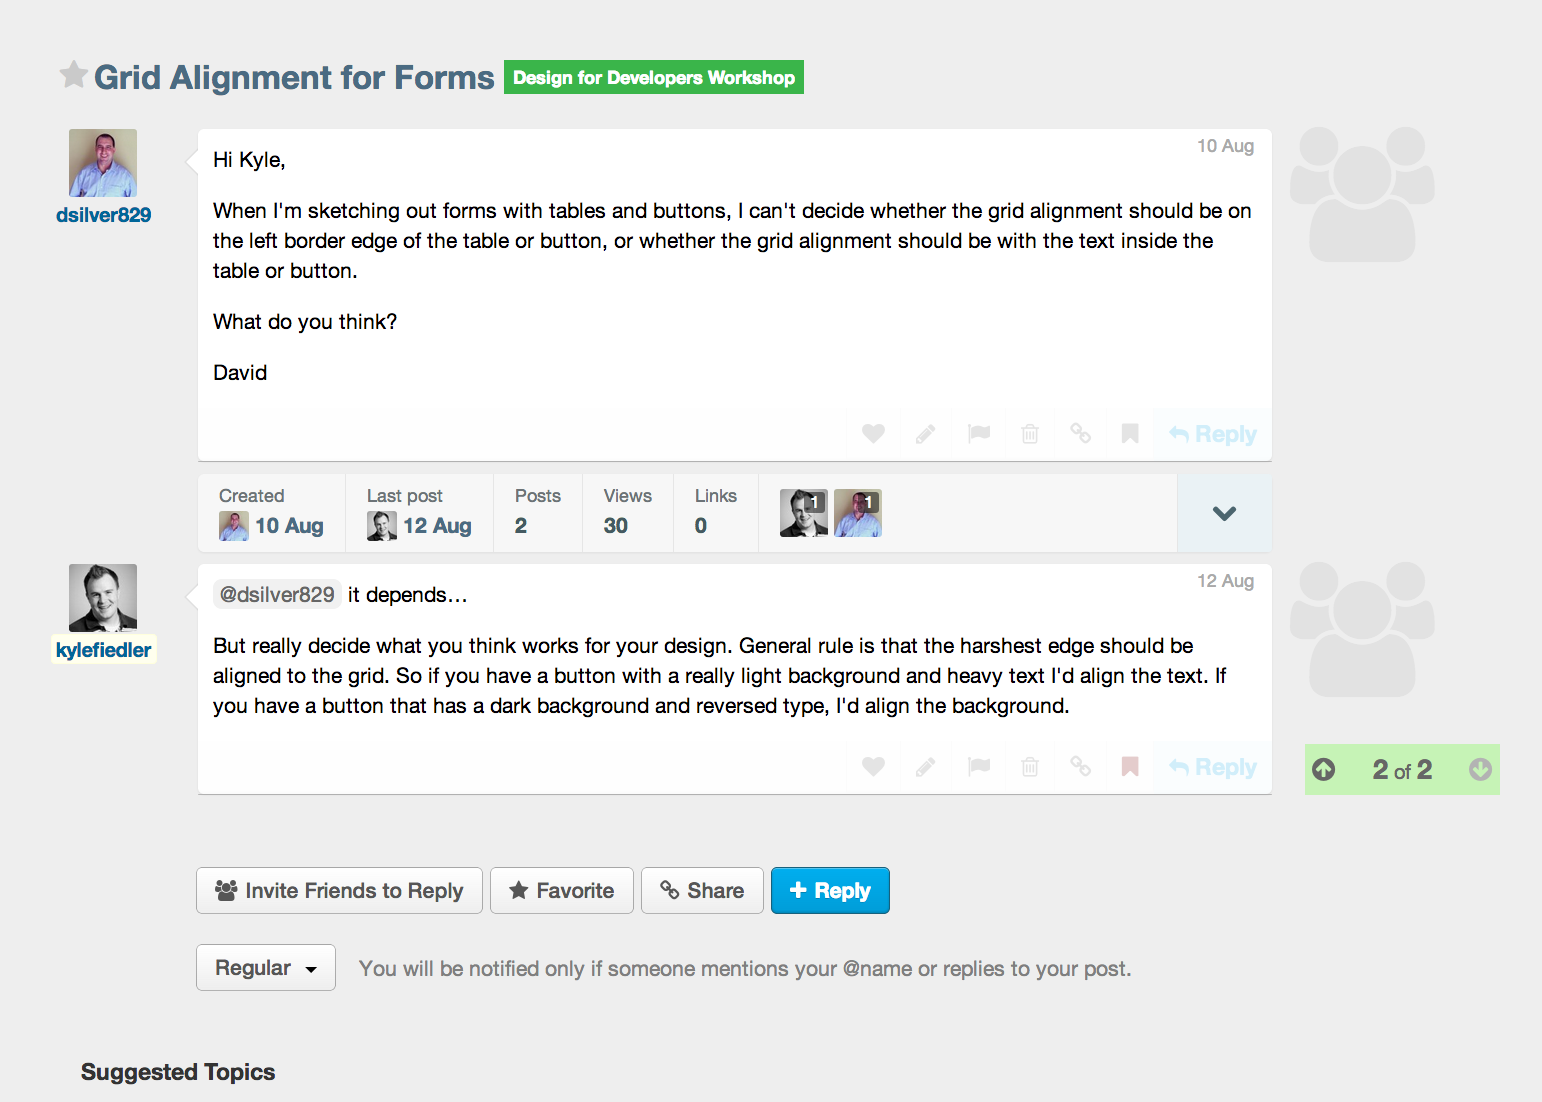 Grid Alignment for Forms Design for Developers Workshop
dsilver829
10 Aug
Hi Kyle,
When I'm sketching out forms with tables and buttons, I can't decide whether the grid alignment should be on
the left border edge of the table or button, or whether the grid alignment should be with the text inside the
table or button.
What do you think?
David
Reply
Created Last post Posts Views Links
10 Aug 12 Aug 2 30 0 1 1
kylefiedler
12 Aug
@dsilver829 it depends…
But really decide what you think works for your design. General rule is that the harshest edge should be
aligned to the grid. So if you have a button with a really light background and heavy text I'd align the text. If
you have a button that has a dark background and reversed type, I'd align the background.
Reply
2 of 2
Invite Friends to Reply Favorite Share + Reply
Regular You will be notified only if someone mentions your @name or replies to your post.
Suggested Topics